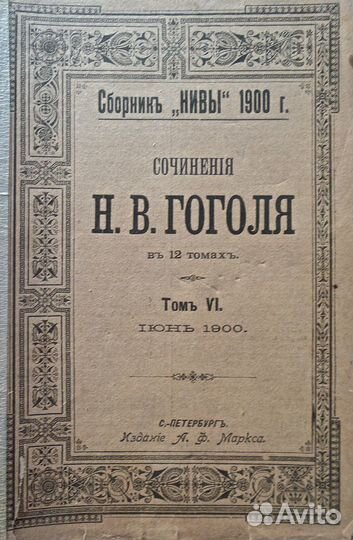 Сборникъ „НИВЫ“ 1900 г.
СОЧИНЕНІЯ
Н. В. ГОГОЛЯ
въ 12 томахъ.
Томъ VI.
ІЮНЬ 1900.
С.-ПЕТЕРБУРГЪ.
Изданіе А. Ф. Маркса.
Avito